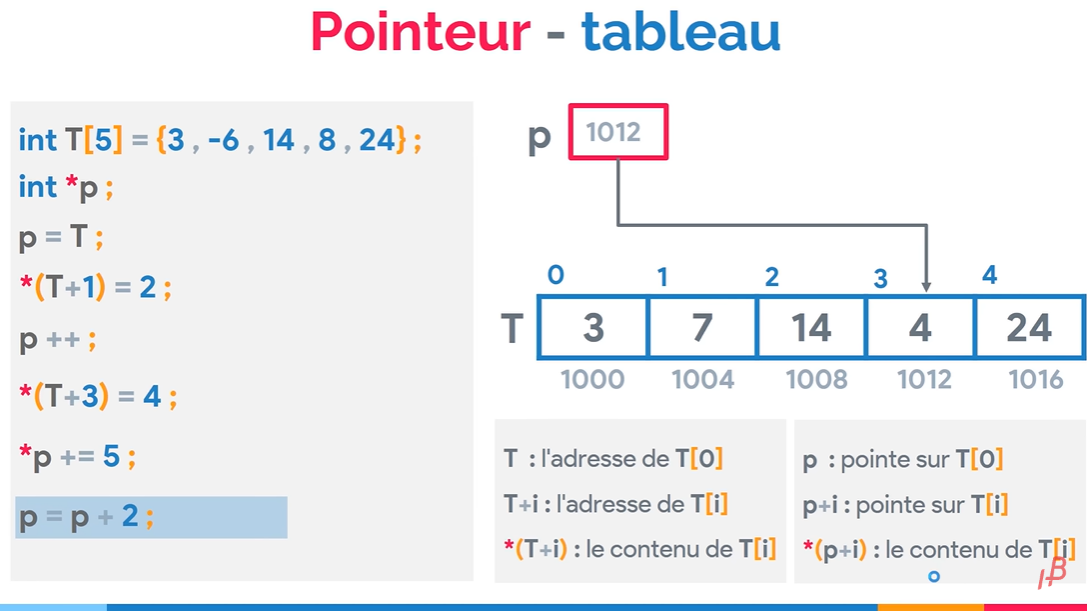 Pointeur - tableau
int T[5] = {3 , -6 , 14 , 8 , 24} ;
int *p ;
p = T ;
*(T+1) = 2 ;
p ++ ;
*(T+3) = 4 ;
*p += 5 ;
p = p + 2 ;
p 1012
0 1 2 3 4
T 3 7 14 4 24
1000 1004 1008 1012 1016
T : l'adresse de T[0]
T+i : l'adresse de T[i]
*(T+i) : le contenu de T[i]
p : pointe sur T[0]
p+i : pointe sur T[i]
*(p+i) : le contenu de T[i]